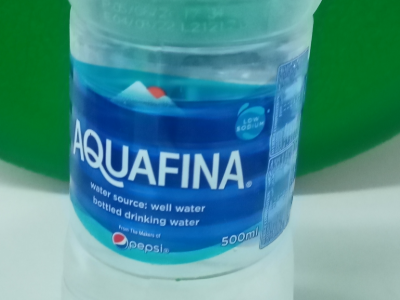 LOW
SODIUM
AQUAFINA®
water source: well water
bottled drinking water
From The Makers of
pepsi®
500ml